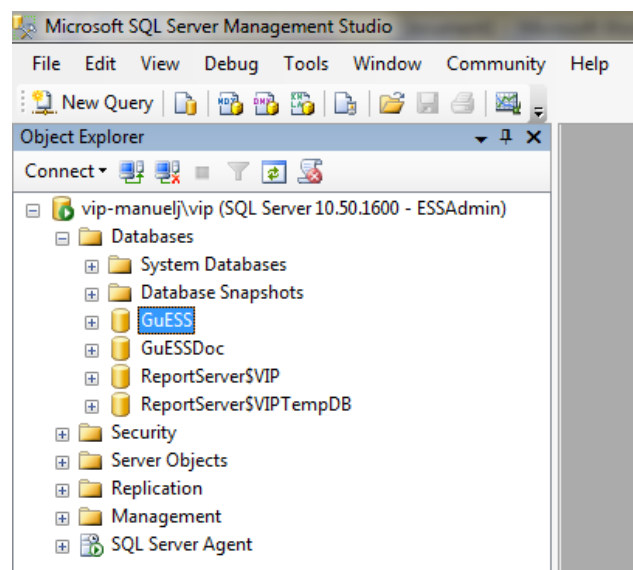 Microsoft SQL Server Management Studio
File Edit View Debug Tools Window Community Help
New Query
Object Explorer
Connect
vip-manuelj\vip (SQL Server 10.50.1600 - ESSAdmin)
Databases
System Databases
Database Snapshots
GuESS
GuESSDoc
ReportServer$VIP
ReportServer$VIPTempDB
Security
Server Objects
Replication
Management
SQL Server Agent